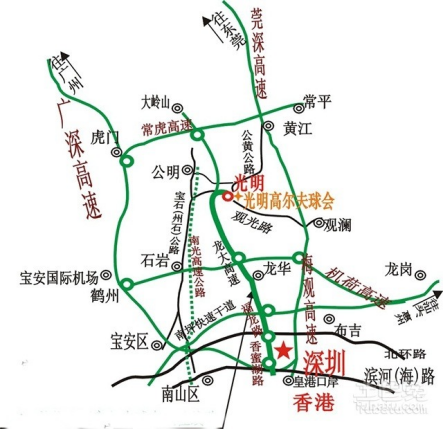 往东莞
莞深高速
往广州
广深高速
大岭山
常平
常虎高速
黄江
虎门
公黄公路
公明
光明
光明高尔夫球会
宝石(州石)公路
观光路
观澜
南光高速公路
石岩
龙大高速
梅观高速
机荷高速
龙岗
宝安国际机场
龙华
鹤州
南坪快速干道
布吉
宝安区
香蜜湖路
北环路
深圳
滨河(海)路
南山区
皇岗口岸
香港